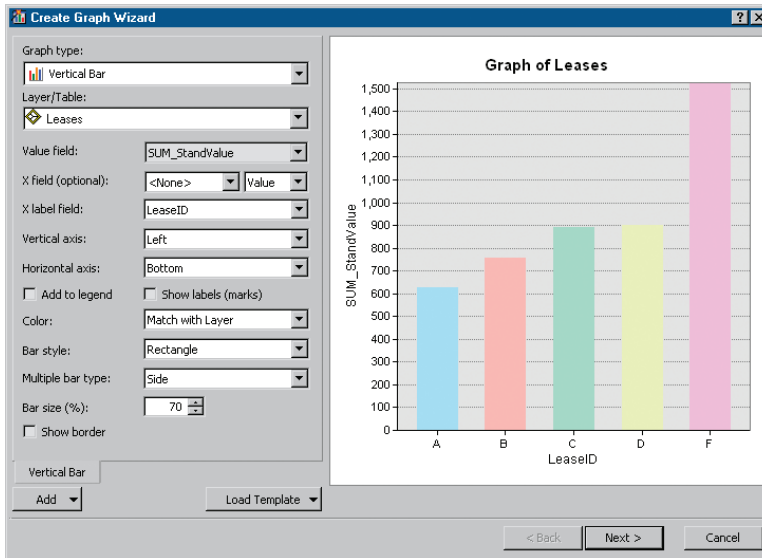 Create Graph Wizard
Graph type:
Vertical Bar
Layer/Table:
Leases
Value field:
SUM_StandValue
X field (optional):
<None>
Value
X label field:
LeaseID
Vertical axis:
Left
Horizontal axis:
Bottom
Add to legend
Show labels (marks)
Color:
Match with Layer
Bar style:
Rectangle
Multiple bar type:
Side
Bar size (%):
70
Show border
Vertical Bar
Add
Load Template
Graph of Leases
1,500
1,400
1,300
1,200
1,100
1,000
900
800
700
600
500
400
300
200
100
0
SUM_StandValue
A B C D F
LeaseID
< Back
Next >
Cancel